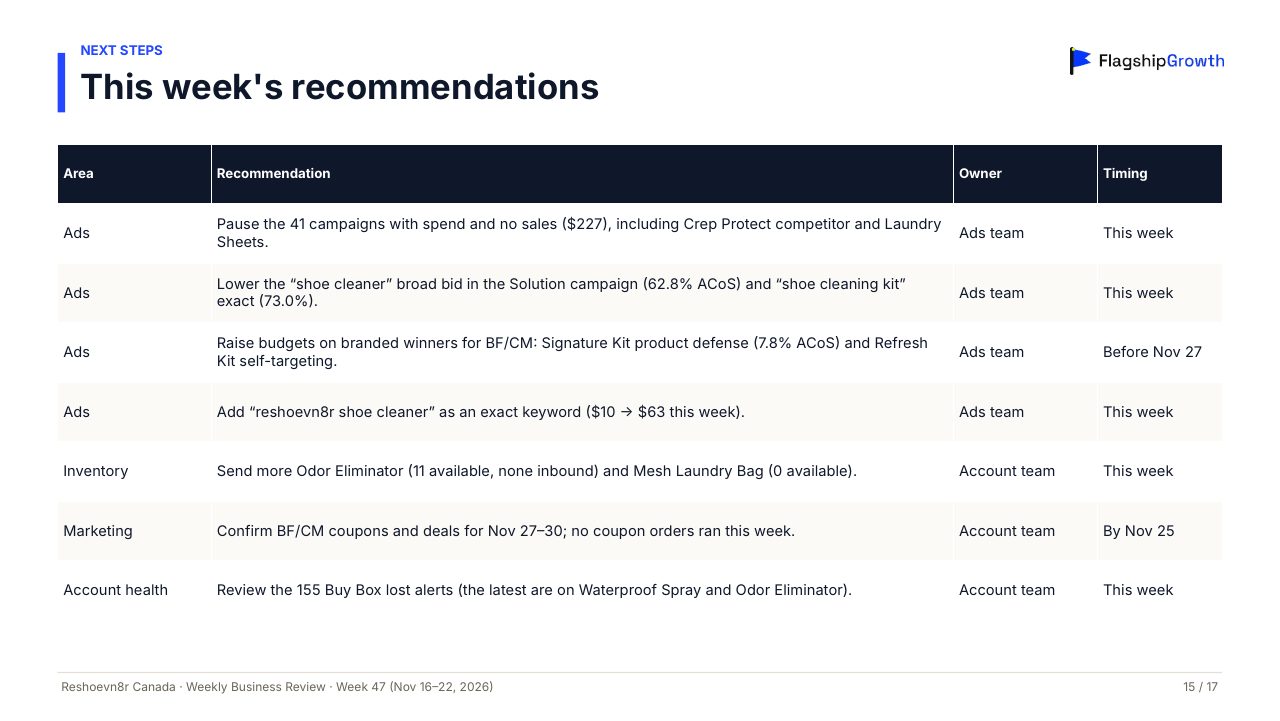 NEXT STEPS
This week's recommendations
FlagshipGrowth
Area Recommendation Owner Timing
Ads Pause the 41 campaigns with spend and no sales ($227), including Crep Protect competitor and Laundry
Sheets. Ads team This week
Ads Lower the “shoe cleaner” broad bid in the Solution campaign (62.8% ACoS) and “shoe cleaning kit”
exact (73.0%). Ads team This week
Ads Raise budgets on branded winners for BF/CM: Signature Kit product defense (7.8% ACoS) and Refresh
Kit self-targeting. Ads team Before Nov 27
Ads Add “reshoevn8r shoe cleaner” as an exact keyword ($10 → $63 this week). Ads team This week
Inventory Send more Odor Eliminator (11 available, none inbound) and Mesh Laundry Bag (0 available). Account team This week
Marketing Confirm BF/CM coupons and deals for Nov 27–30; no coupon orders ran this week. Account team By Nov 25
Account health Review the 155 Buy Box lost alerts (the latest are on Waterproof Spray and Odor Eliminator). Account team This week
Reshoevn8r Canada · Weekly Business Review · Week 47 (Nov 16–22, 2026) 15 / 17